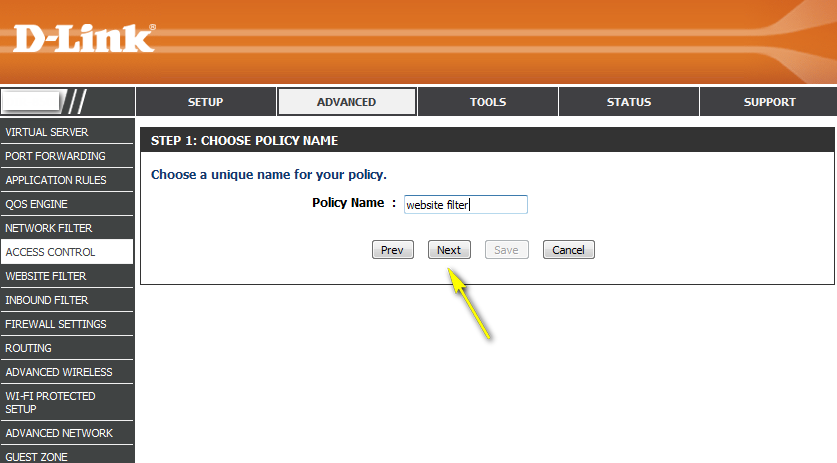 D-Link®
SETUP
ADVANCED
TOOLS
STATUS
SUPPORT
VIRTUAL SERVER
PORT FORWARDING
APPLICATION RULES
QOS ENGINE
NETWORK FILTER
ACCESS CONTROL
WEBSITE FILTER
INBOUND FILTER
FIREWALL SETTINGS
ROUTING
ADVANCED WIRELESS
WI-FI PROTECTED
SETUP
ADVANCED NETWORK
GUEST ZONE
STEP 1: CHOOSE POLICY NAME
Choose a unique name for your policy.
Policy Name : website filter
Prev Next Save Cancel